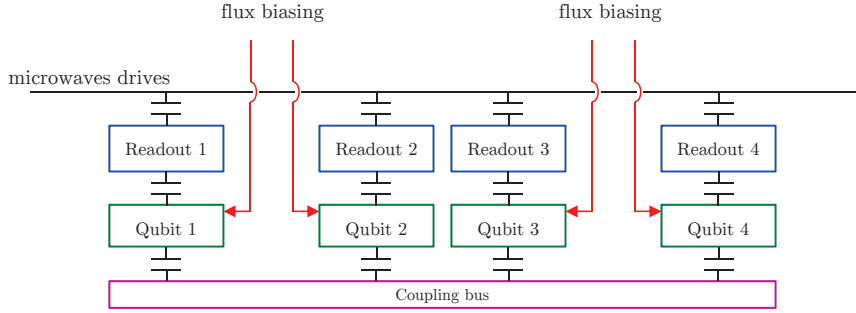 flux biasing
flux biasing
microwaves drives
Readout 1
Readout 2
Readout 3
Readout 4
Qubit 1
Qubit 2
Qubit 3
Qubit 4
Coupling bus